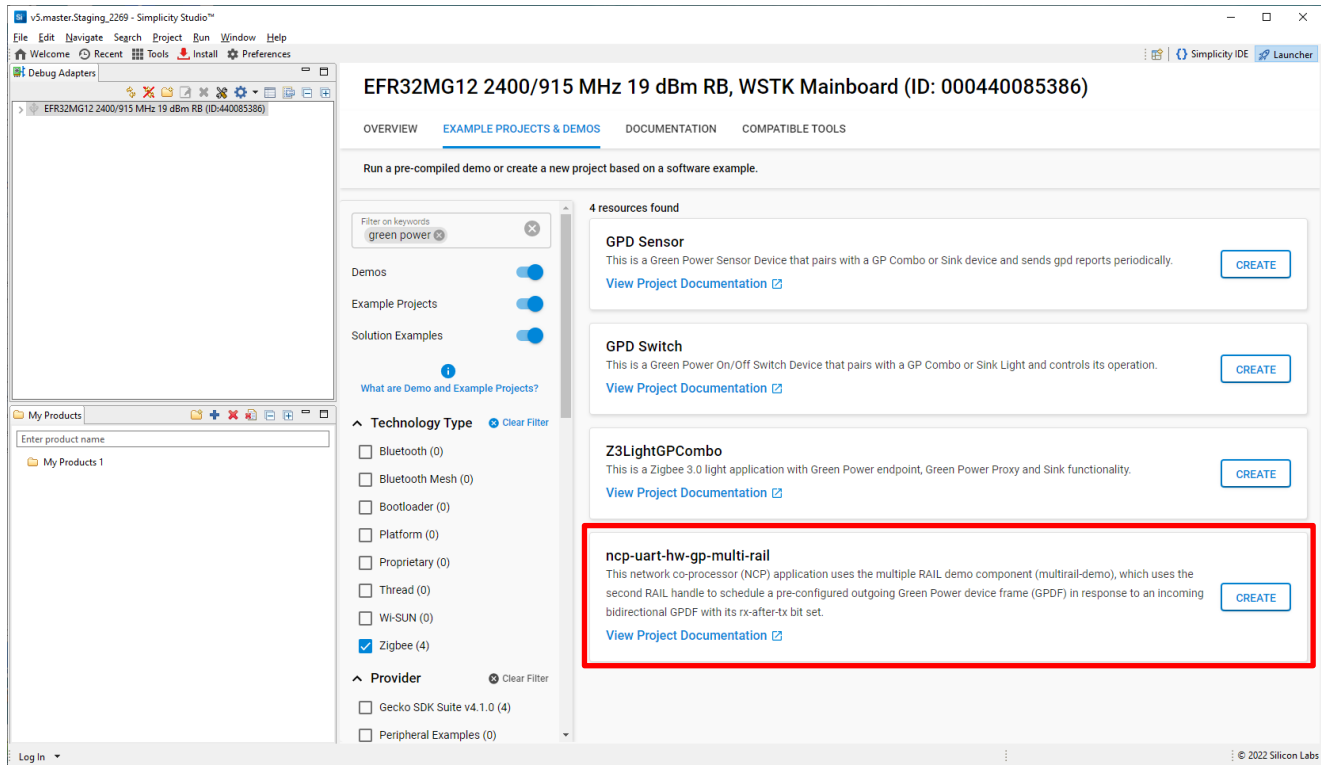 v5.master.Staging_2269 - Simplicity Studio™
File Edit Navigate Search Project Run Window Help
Welcome Recent Tools Install Preferences
Simplicity IDE Launcher
Debug Adapters
EFR32MG12 2400/915 MHz 19 dBm RB (ID:440085386)
My Products
Enter product name
My Products 1
EFR32MG12 2400/915 MHz 19 dBm RB, WSTK Mainboard (ID: 000440085386)
OVERVIEW EXAMPLE PROJECTS & DEMOS DOCUMENTATION COMPATIBLE TOOLS
Run a pre-compiled demo or create a new project based on a software example.
Filter on keywords
green power
Demos
Example Projects
Solution Examples
What are Demo and Example Projects?
Technology Type Clear Filter
Bluetooth (0)
Bluetooth Mesh (0)
Bootloader (0)
Platform (0)
Proprietary (0)
Thread (0)
Wi-SUN (0)
Zigbee (4)
Provider Clear Filter
Gecko SDK Suite v4.1.0 (4)
Peripheral Examples (0)
4 resources found
GPD Sensor
This is a Green Power Sensor Device that pairs with a GP Combo or Sink device and sends gpd reports periodically.
View Project Documentation
CREATE
GPD Switch
This is a Green Power On/Off Switch Device that pairs with a GP Combo or Sink Light and controls its operation.
View Project Documentation
CREATE
Z3LightGPCombo
This is a Zigbee 3.0 light application with Green Power endpoint, Green Power Proxy and Sink functionality.
View Project Documentation
CREATE
ncp-uart-hw-gp-multi-rail
This network co-processor (NCP) application uses the multiple RAIL demo component (multirail-demo), which uses the
second RAIL handle to schedule a pre-configured outgoing Green Power device frame (GPDF) in response to an incoming
bidirectional GPDF with its rx-after-tx bit set.
View Project Documentation
CREATE
Log In
© 2022 Silicon Labs